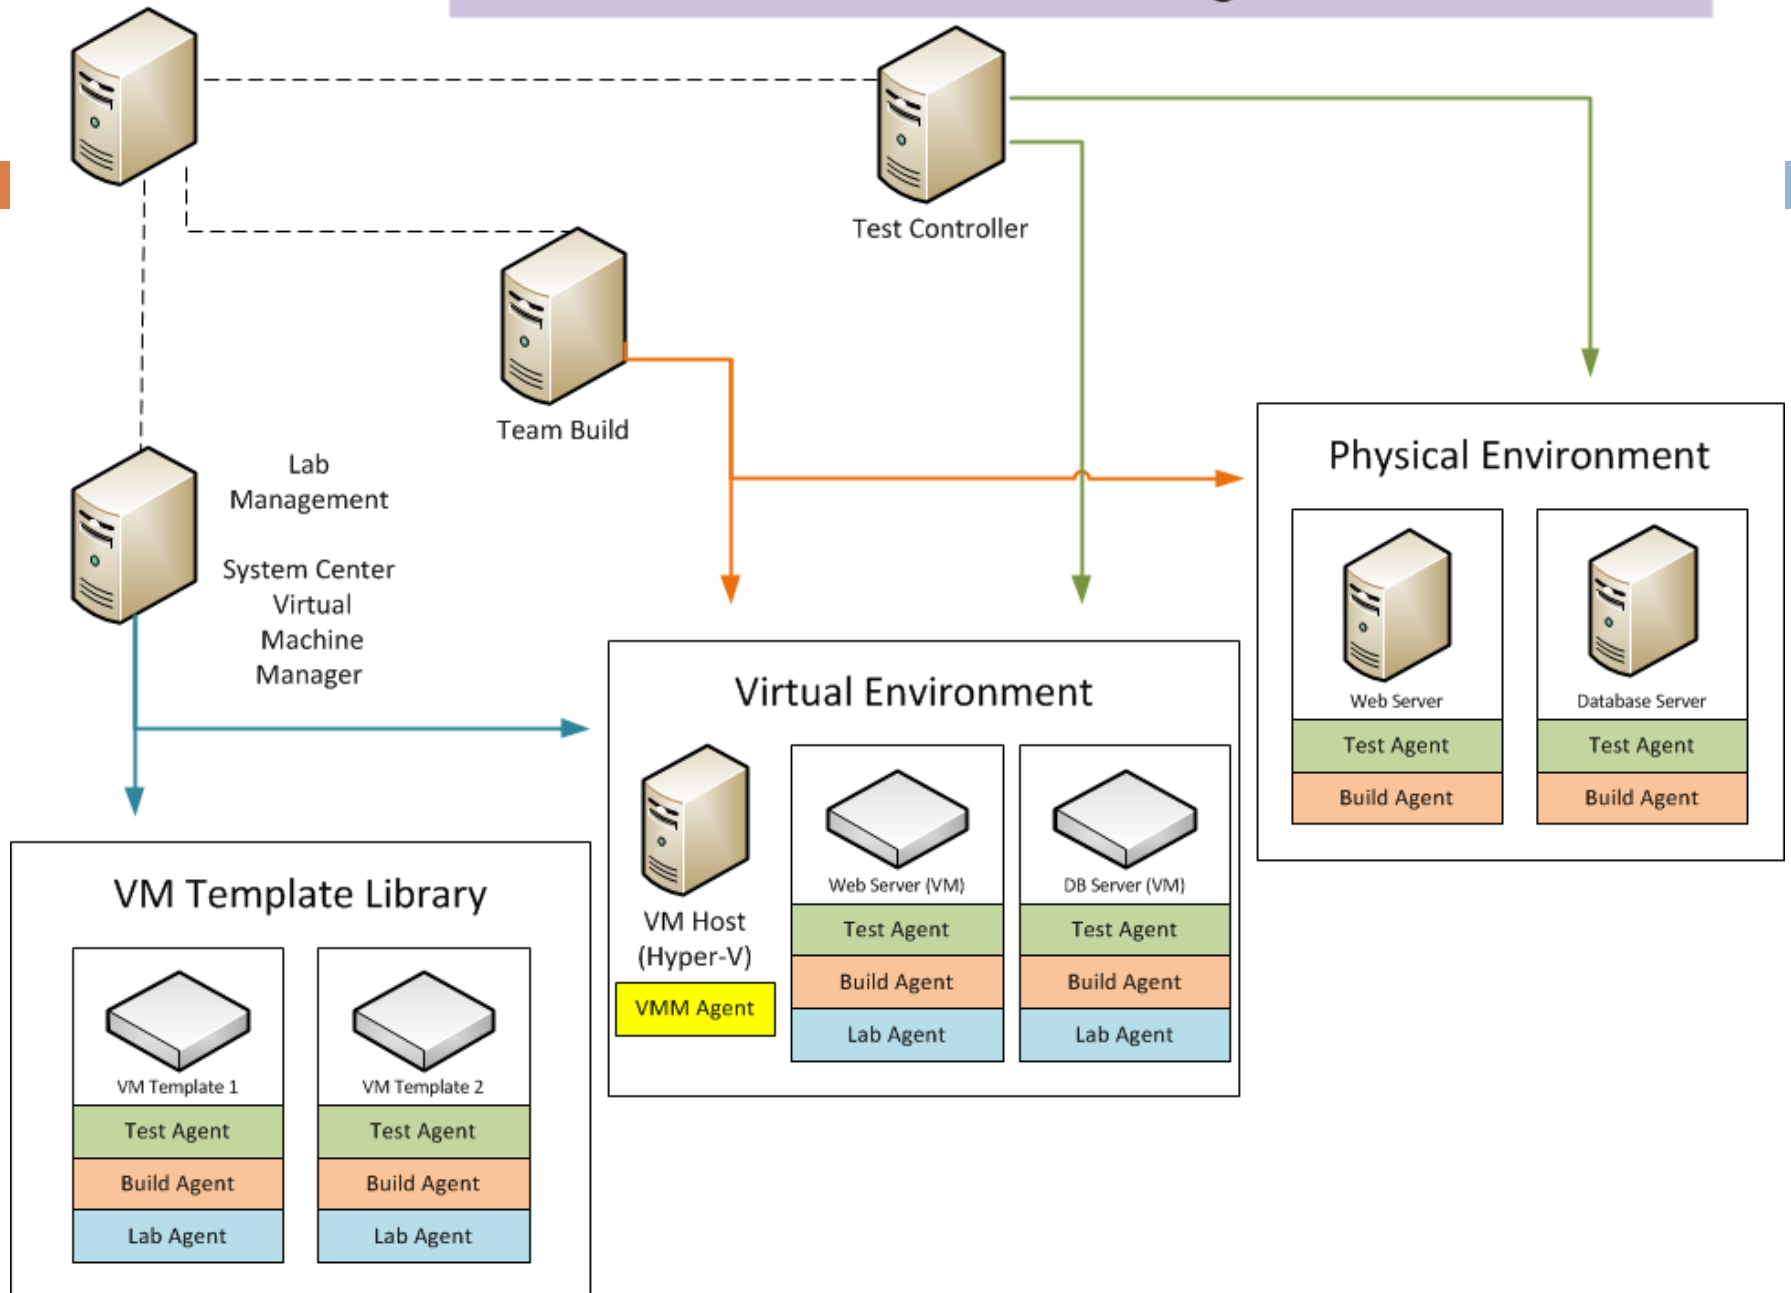 Test Controller
Team Build
Lab
Management
System Center
Virtual
Machine
Manager
Physical Environment
Web Server
Test Agent
Build Agent
Database Server
Test Agent
Build Agent
Virtual Environment
VM Host
(Hyper-V)
VMM Agent
Web Server (VM)
Test Agent
Build Agent
Lab Agent
DB Server (VM)
Test Agent
Build Agent
Lab Agent
VM Template Library
VM Template 1
Test Agent
Build Agent
Lab Agent
VM Template 2
Test Agent
Build Agent
Lab Agent